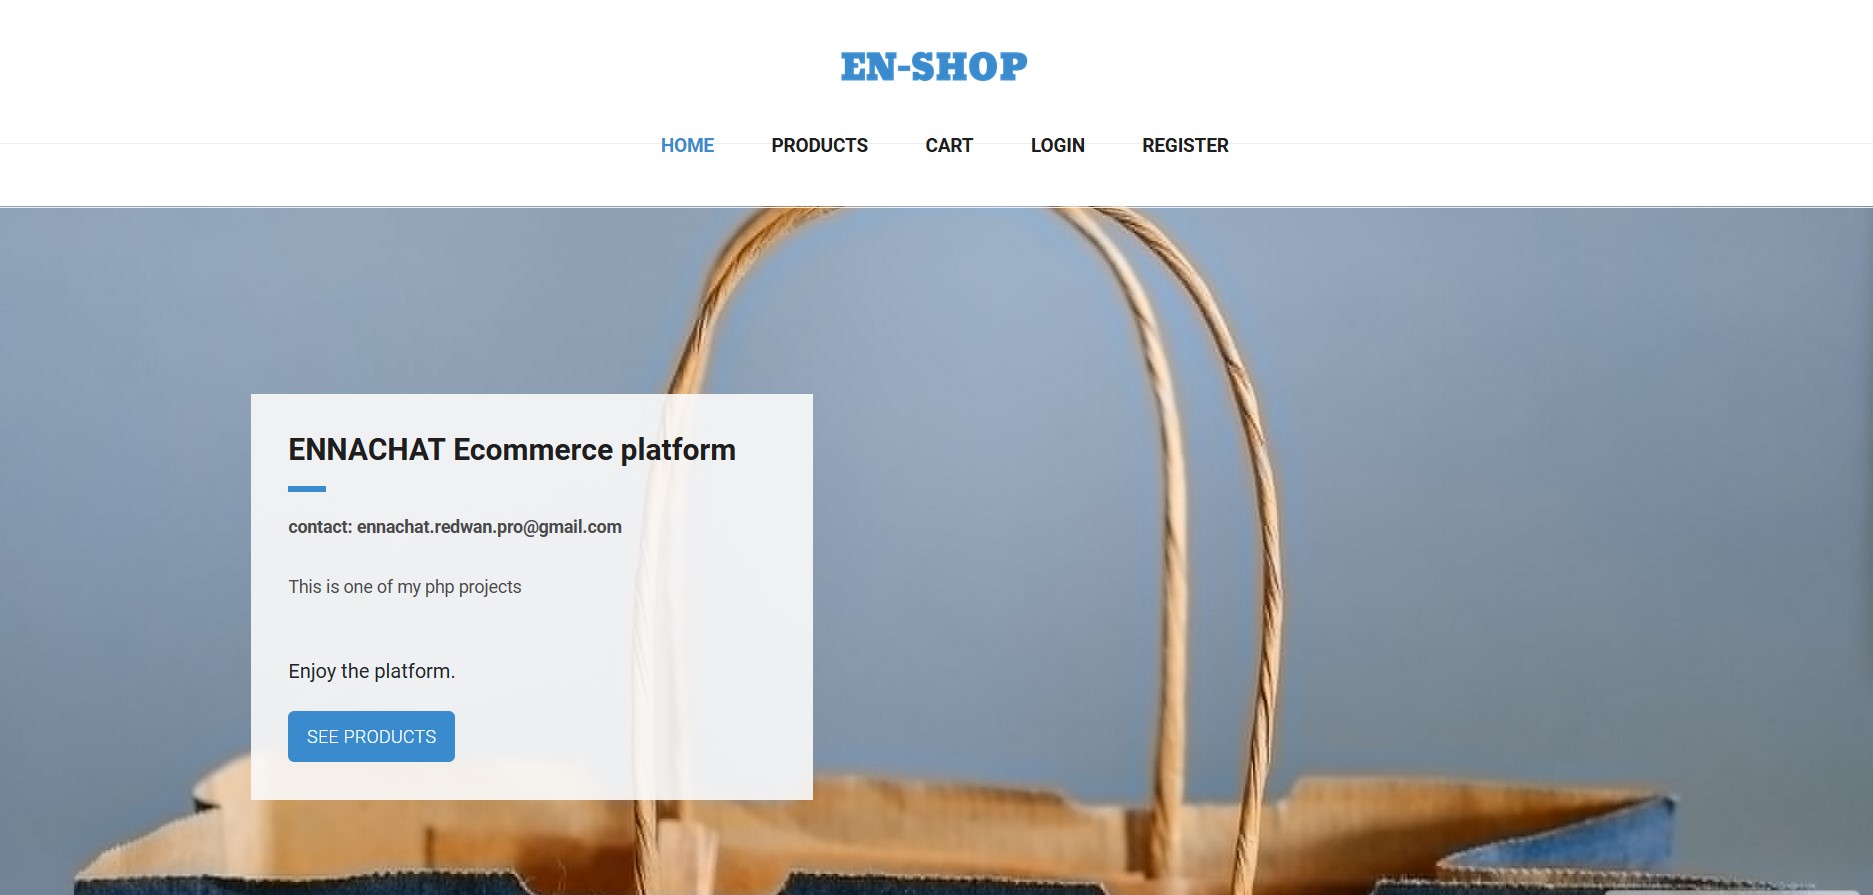 EN-SHOP
HOME PRODUCTS CART LOGIN REGISTER
ENNACHAT Ecommerce platform
contact: ennachat.redwan.pro@gmail.com
This is one of my php projects
Enjoy the platform.
SEE PRODUCTS